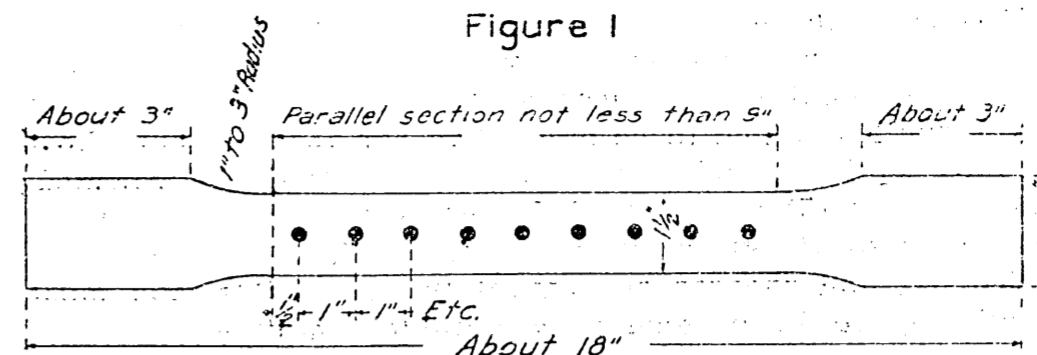 Figure 1
1" TO 3" Radius
About 3"
Parallel section not less than 9"
About 3"
1½"
½"
1"
1"
Etc.
About 18"